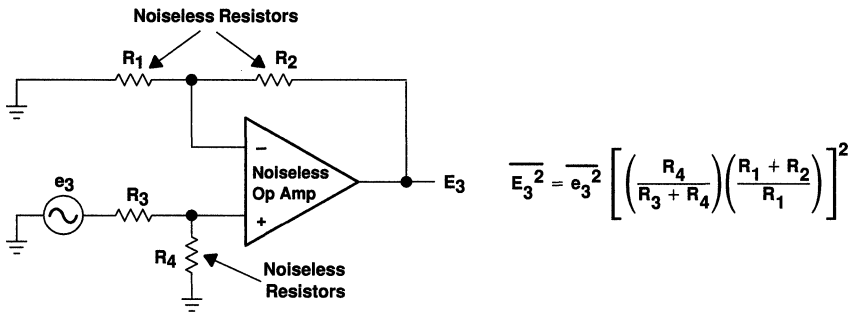 Noiseless Resistors
R1
R2
−
Noiseless
Op Amp
+
E3
e3
R3
R4
Noiseless
Resistors
E3² = e3² [ ( R4 / R3 + R4 ) ( R1 + R2 / R1 ) ]²